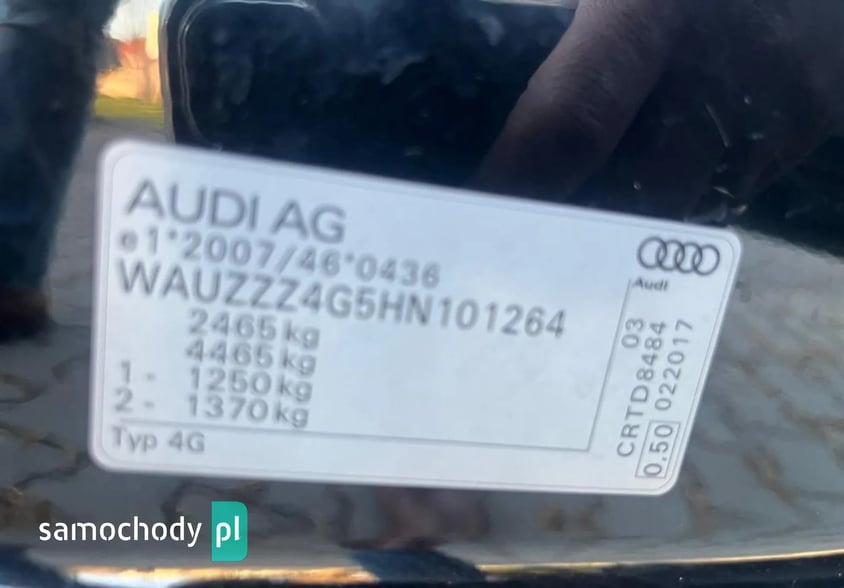 AUDI AG
e1*2007/46*0436
WAUZZZ4G5HN101264
2465 kg
4465 kg
1 - 1250 kg
2 - 1370 kg
Typ 4G
Audi
03
CRTD8484
0.50 022017
samochody pl